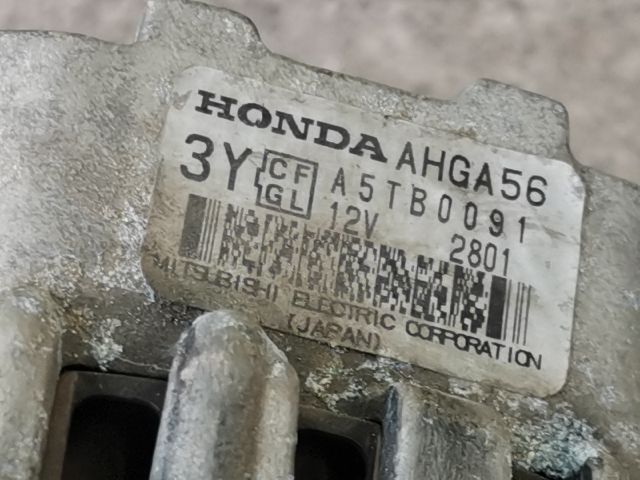 HONDA AHGA56
3Y CF GL A5TB0091
12V 2801
MITSUBISHI ELECTRIC CORPORATION
(JAPAN)